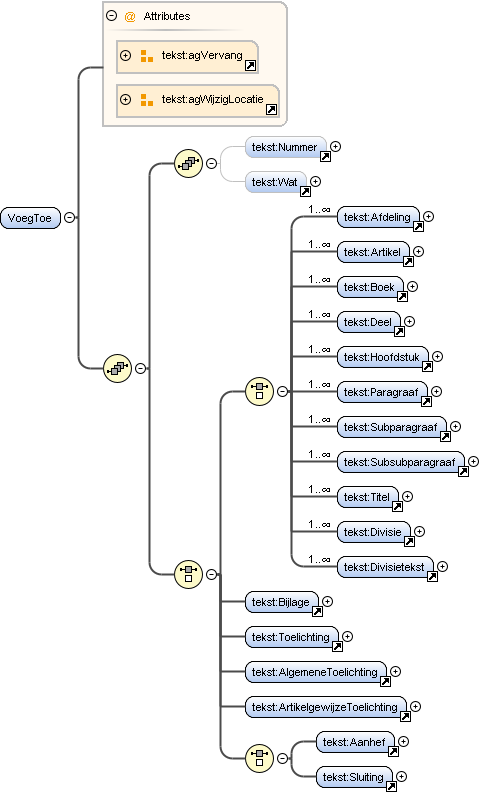 @ Attributes
tekst:agVervang
tekst:agWijzigLocatie
VoegToe
tekst:Nummer
tekst:Wat
1..∞
tekst:Afdeling
1..∞
tekst:Artikel
1..∞
tekst:Boek
1..∞
tekst:Deel
1..∞
tekst:Hoofdstuk
1..∞
tekst:Paragraaf
1..∞
tekst:Subparagraaf
1..∞
tekst:Subsubparagraaf
1..∞
tekst:Titel
1..∞
tekst:Divisie
1..∞
tekst:Divisietekst
tekst:Bijlage
tekst:Toelichting
tekst:AlgemeneToelichting
tekst:ArtikelgewijzeToelichting
tekst:Aanhef
tekst:Sluiting